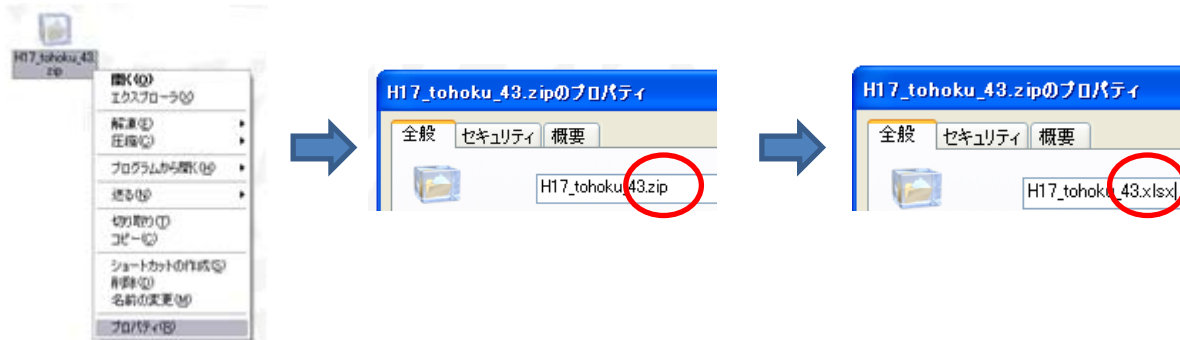 H17_tohoku_43.
zip
開く(O)
エクスプローラ(X)
解凍(E)
圧縮(C)
プログラムから開く(H)
送る(N)
切り取り(T)
コピー(C)
ショートカットの作成(S)
削除(D)
名前の変更(M)
プロパティ(R)
H17_tohoku_43.zipのプロパティ
全般 セキュリティ 概要
H17_tohoku_43.zip
H17_tohoku_43.zipのプロパティ
全般 セキュリティ 概要
H17_tohoku_43.xlsx